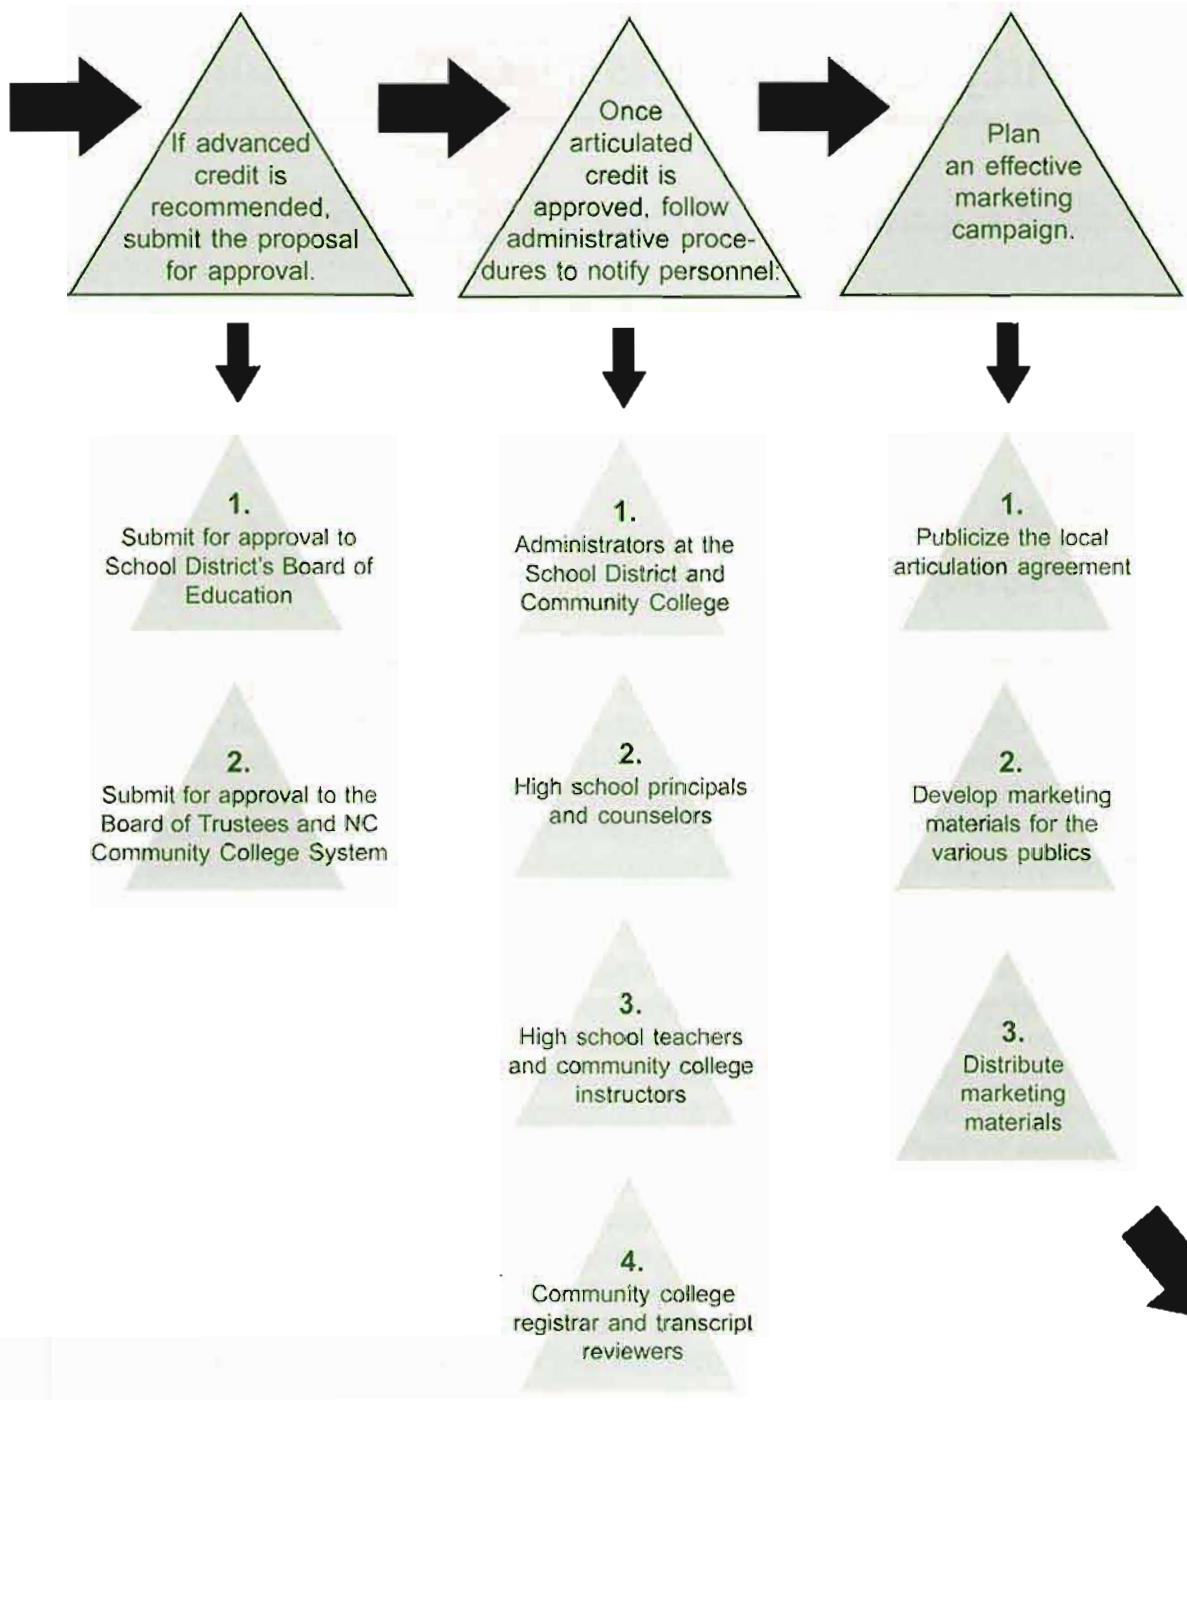 If advanced
credit is
recommended,
submit the proposal
for approval.
Once
articulated
credit is
approved, follow
administrative proce-
dures to notify personnel:
Plan
an effective
marketing
campaign.
1.
Submit for approval to
School District's Board of
Education
2.
Submit for approval to the
Board of Trustees and NC
Community College System
1.
Administrators at the
School District and
Community College
2.
High school principals
and counselors
3.
High school teachers
and community college
instructors
4.
Community college
registrar and transcript
reviewers
1.
Publicize the local
articulation agreement
2.
Develop marketing
materials for the
various publics
3.
Distribute
marketing
materials